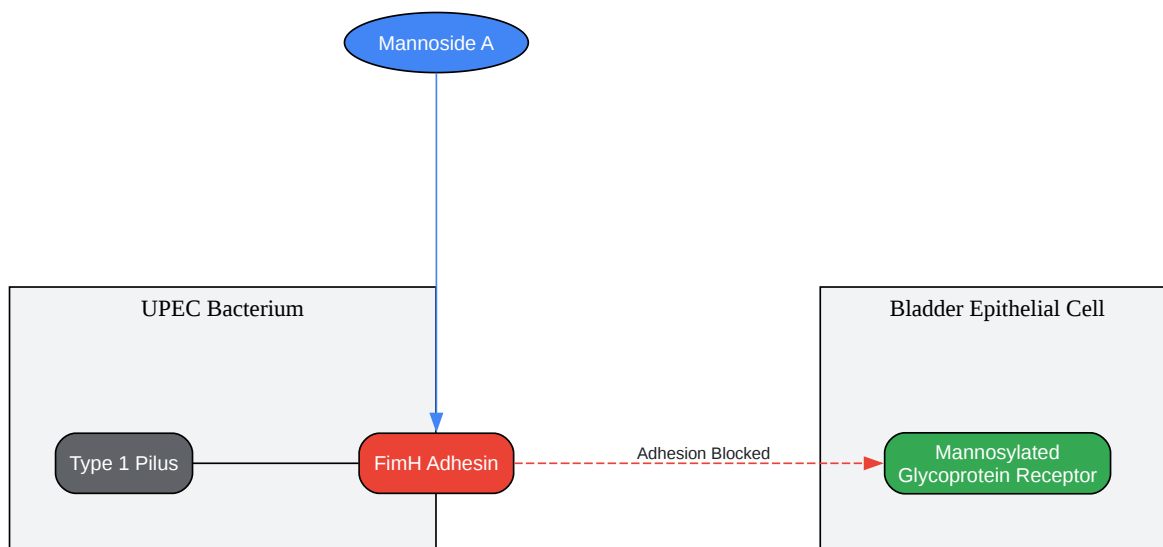 Mannoside A
UPEC Bacterium
Bladder Epithelial Cell
Type 1 Pilus
FimH Adhesin
Adhesion Blocked
Mannosylated
Glycoprotein Receptor